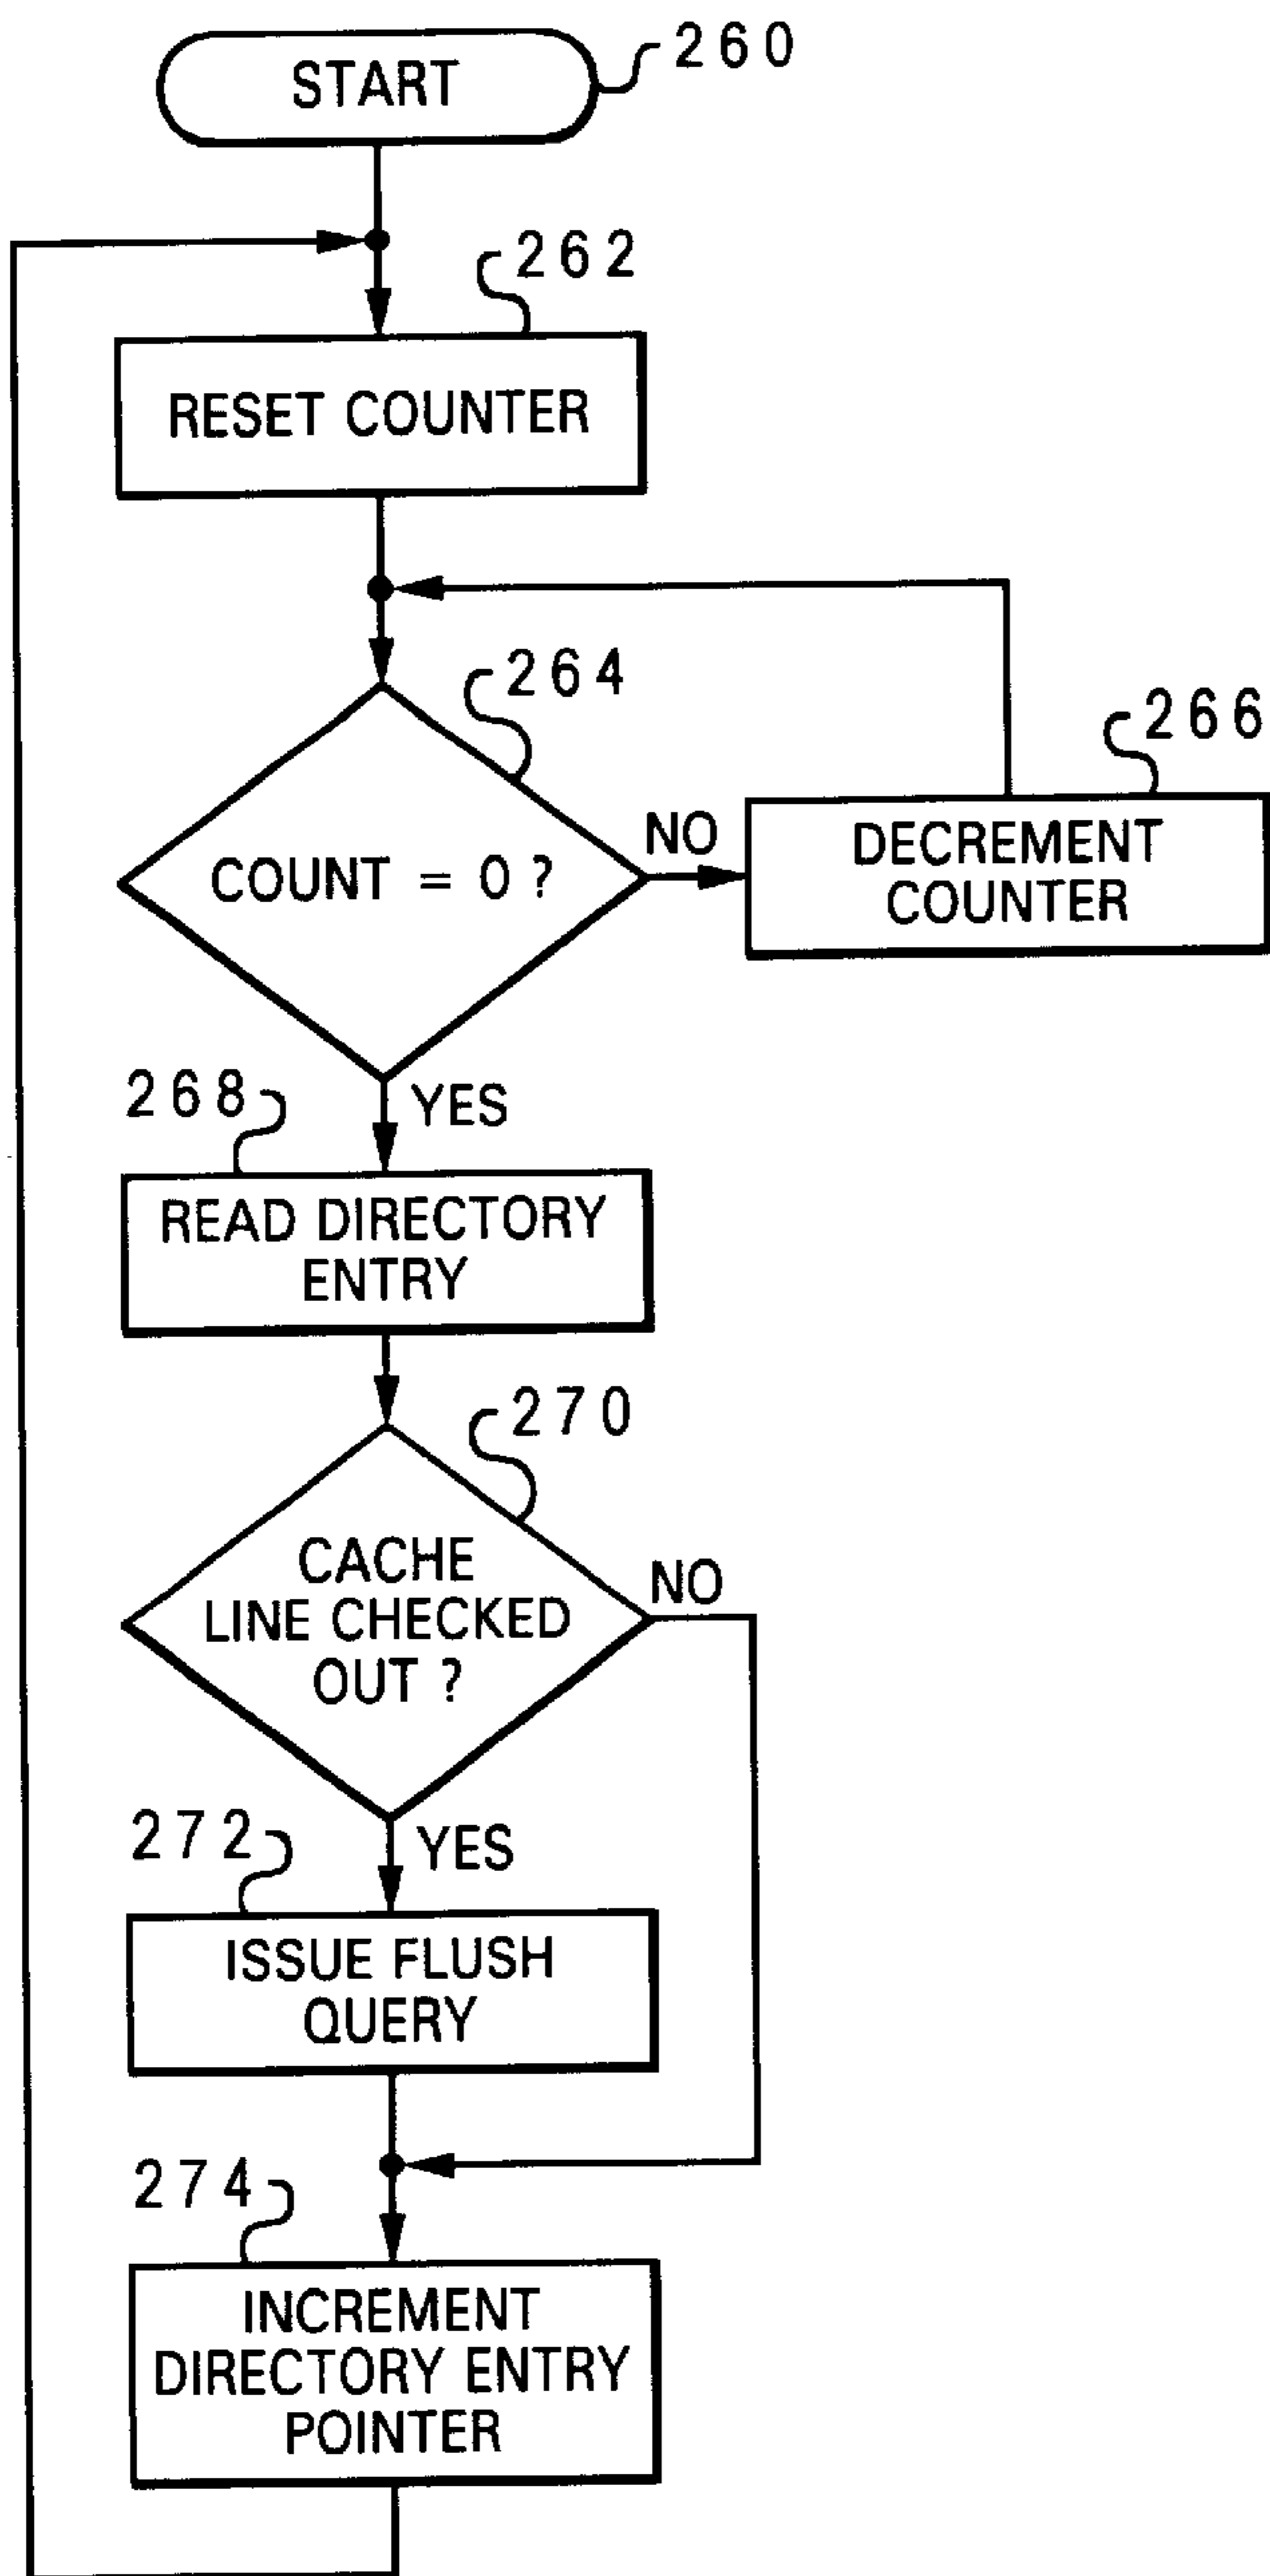 START
260
262
RESET COUNTER
264
266
COUNT = 0 ?
NO
DECREMENT
COUNTER
YES
268
READ DIRECTORY
ENTRY
270
CACHE
LINE CHECKED
OUT ?
NO
YES
272
ISSUE FLUSH
QUERY
274
INCREMENT
DIRECTORY ENTRY
POINTER